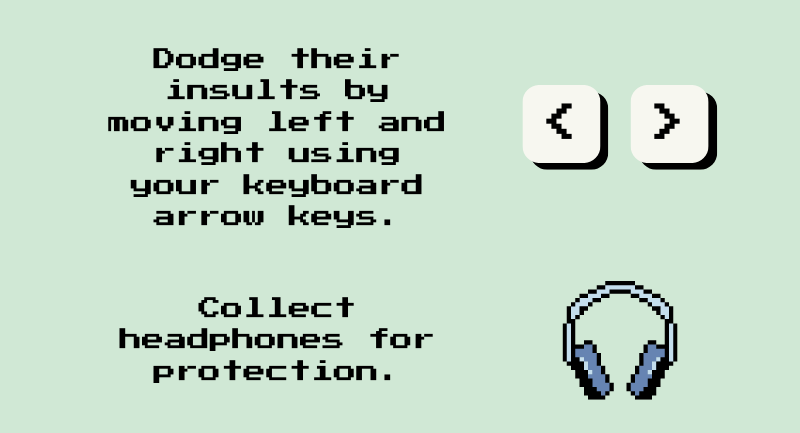 Dodge their
insults by
moving left and
right using
your keyboard
arrow keys.
< >
Collect
headphones for
protection.